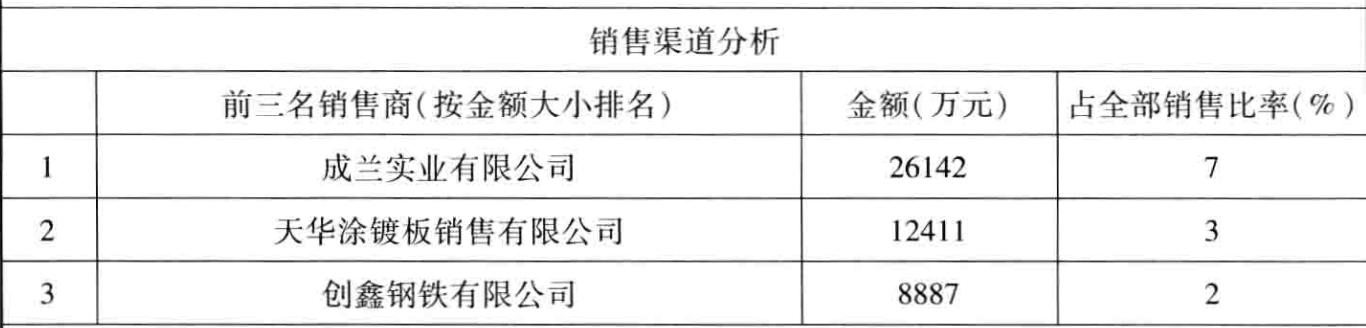 销售渠道分析
前三名销售商(按金额大小排名) 金额(万元) 占全部销售比率(%)
1 成兰实业有限公司 26142 7
2 天华涂镀板销售有限公司 12411 3
3 创鑫钢铁有限公司 8887 2